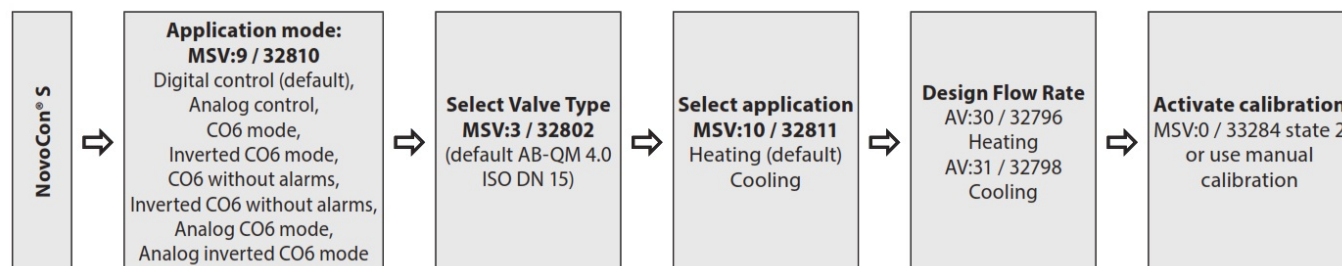 NovoCon® S
Application mode:
MSV:9 / 32810
Digital control (default),
Analog control,
CO6 mode,
Inverted CO6 mode,
CO6 without alarms,
Inverted CO6 without alarms,
Analog CO6 mode,
Analog inverted CO6 mode
Select Valve Type
MSV:3 / 32802
(default AB-QM 4.0
ISO DN 15)
Select application
MSV:10 / 32811
Heating (default)
Cooling
Design Flow Rate
AV:30 / 32796
Heating
AV:31 / 32798
Cooling
Activate calibration
MSV:0 / 33284 state 2
or use manual
calibration